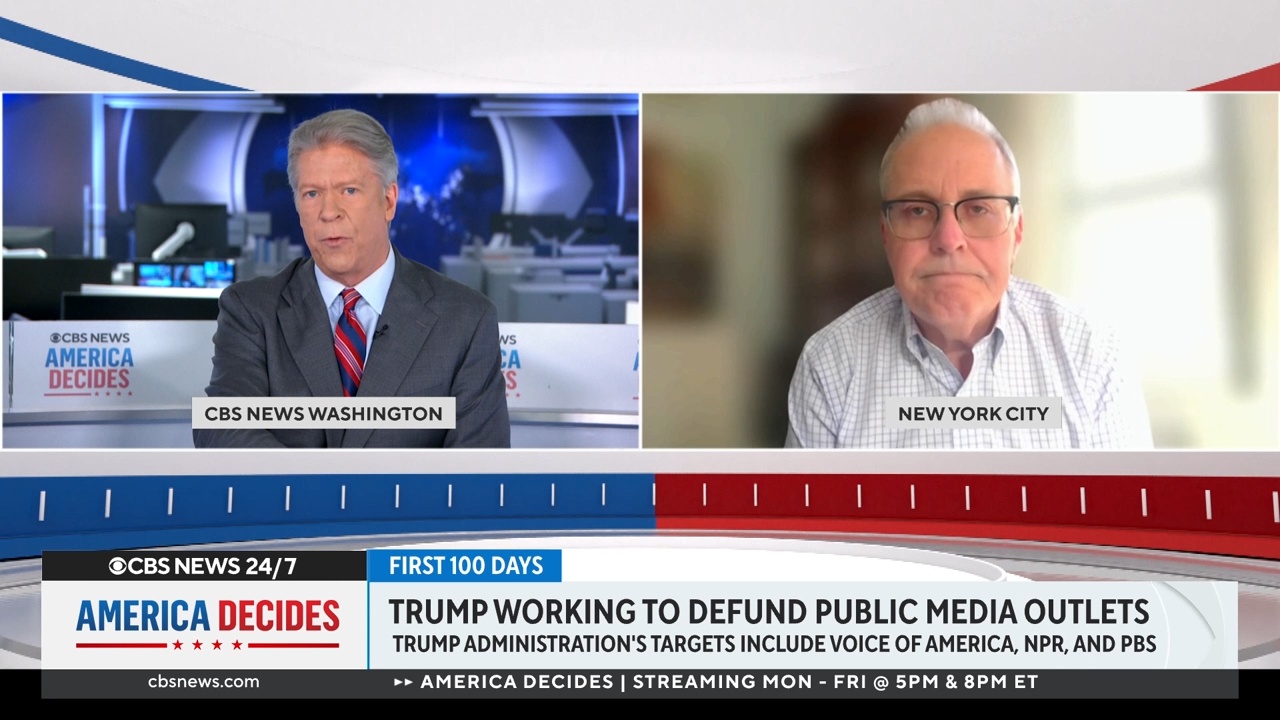 CBS NEWS
AMERICA
DECIDES
WS
CA
S
CBS NEWS WASHINGTON
NEW YORK CITY
CBS NEWS 24/7
FIRST 100 DAYS
AMERICA DECIDES
TRUMP WORKING TO DEFUND PUBLIC MEDIA OUTLETS
TRUMP ADMINISTRATION'S TARGETS INCLUDE VOICE OF AMERICA, NPR, AND PBS
cbsnews.com
AMERICA DECIDES | STREAMING MON - FRI @ 5PM & 8PM ET